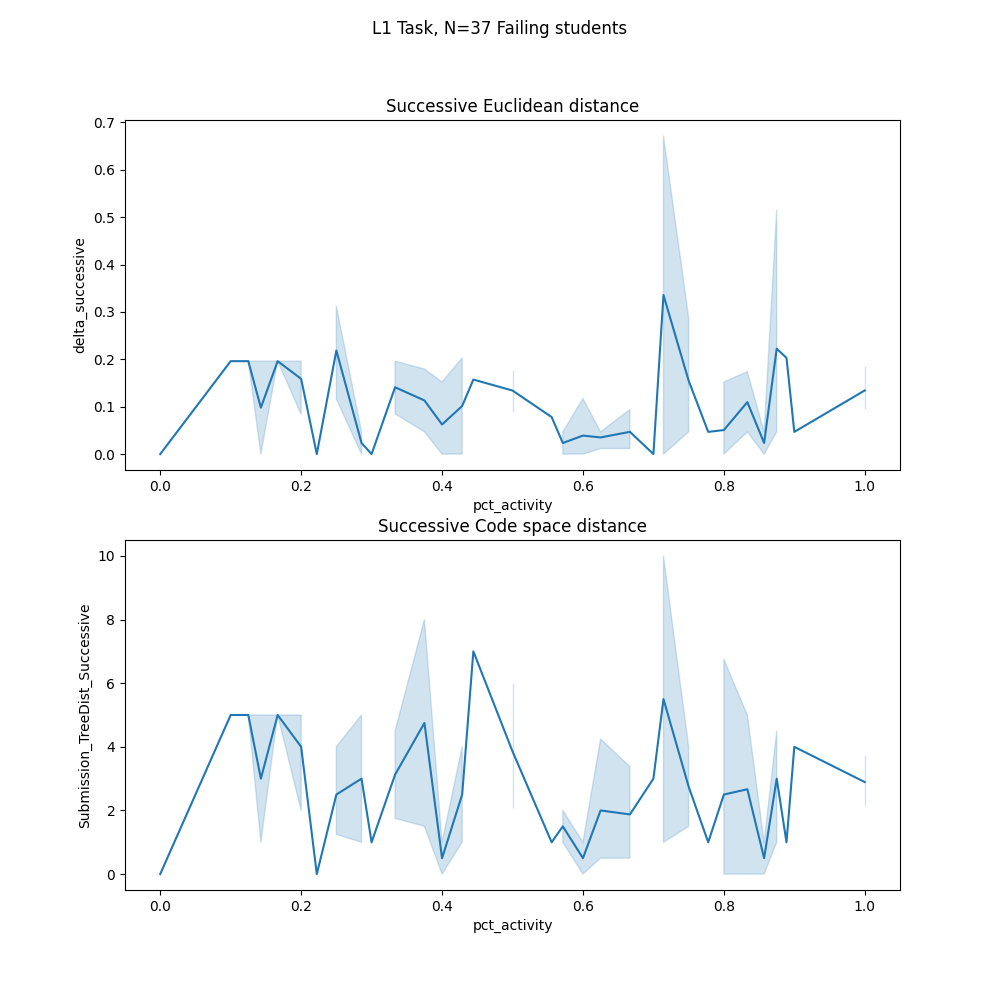 L1 Task, N=37 Failing students
Successive Euclidean distance
0.7
0.6
0.5
0.4
0.3
0.2
0.1
0.0
delta_successive
0.0 0.2 0.4 0.6 0.8 1.0
pct_activity
Successive Code space distance
10
8
6
4
2
0
Submission_TreeDist_Successive
0.0 0.2 0.4 0.6 0.8 1.0
pct_activity